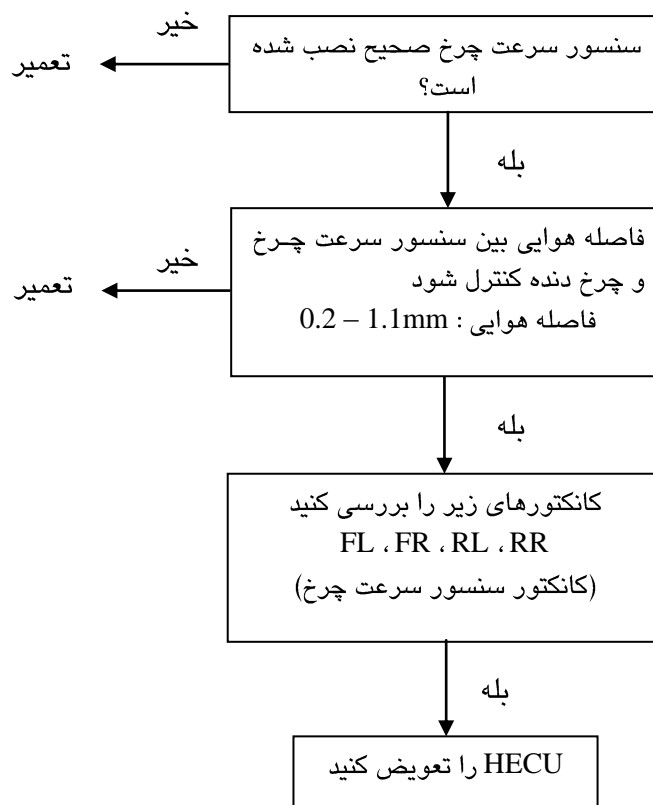 سنسور سرعت چرخ صحیح نصب شده
است؟
خیر
تعمیر
بله
فاصله هوایی بین سنسور سرعت چـرخ
و چرخ دنده کنترل شود
فاصله هوایی : 0.2 – 1.1mm
خیر
تعمیر
بله
کانکتورهای زیر را بررسی کنید
FL ، FR ، RL ، RR
(کانکتور سنسور سرعت چرخ)
بله
HECU را تعویض کنید